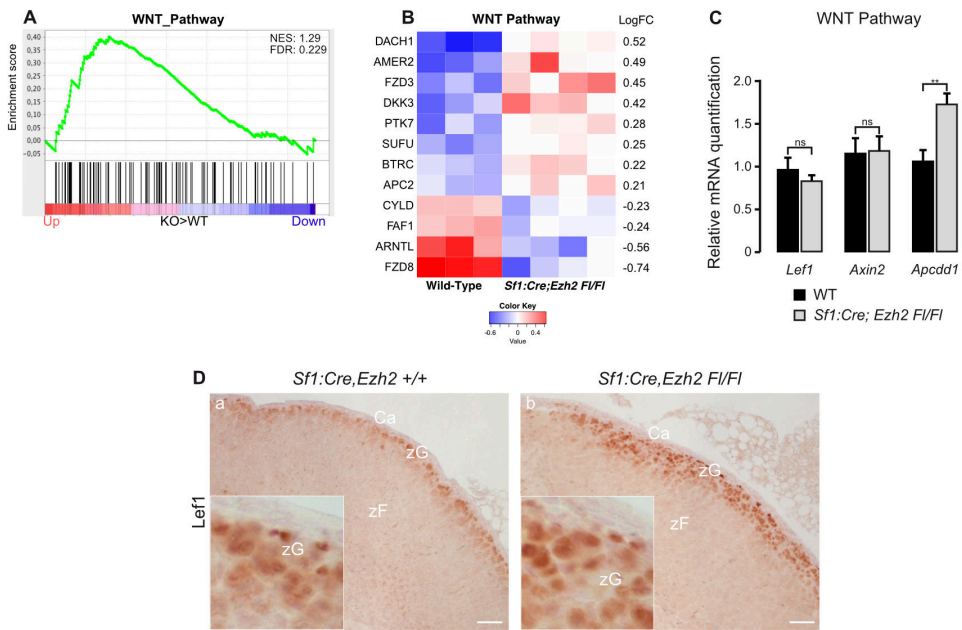 A
WNT_Pathway
NES: 1.29
FDR: 0.229
Enrichment score
0,40
0,35
0,30
0,25
0,20
0,15
0,10
0,05
0,00
-0,05
Up
KO>WT
Down
B
WNT Pathway
LogFC
DACH1 0.52
AMER2 0.49
FZD3 0.45
DKK3 0.42
PTK7 0.28
SUFU 0.25
BTRC 0.22
APC2 0.21
CYLD -0.23
FAF1 -0.24
ARNTL -0.56
FZD8 -0.74
Wild-Type Sf1:Cre;Ezh2 Fl/Fl
Color Key
-0.6 0 0.4
Value
C
WNT Pathway
Relative mRNA quantification
2.0
1.5
1.0
0.5
0
ns
ns
**
Lef1 Axin2 Apcdd1
WT
Sf1:Cre; Ezh2 Fl/Fl
D
Sf1:Cre,Ezh2 +/+
Sf1:Cre,Ezh2 Fl/Fl
Lef1
a
Ca
zG
zF
zG
b
Ca
zG
zF
zG